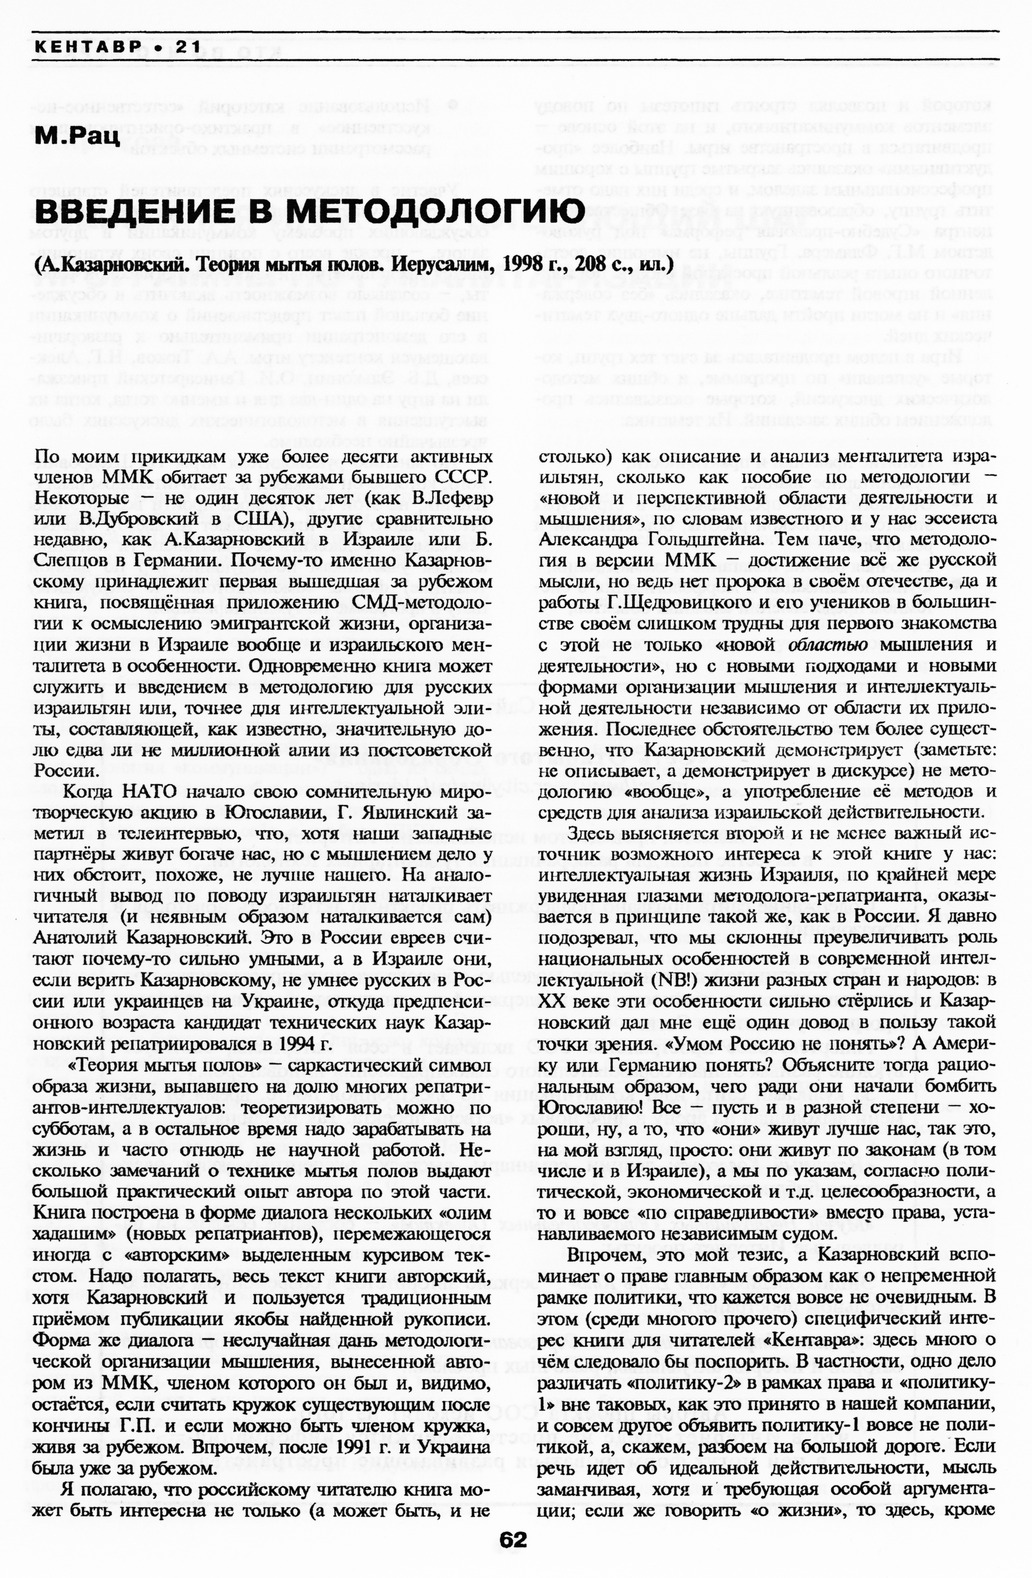 КЕНТАВР • 21
М.Рац
ВВЕДЕНИЕ В МЕТОДОЛОГИЮ
(А.Казарновский. Теория мытья полов. Иерусалим, 1998 г., 208 с., ил.)
По моим прикидкам уже более десяти активных
членов ММК обитает за рубежами бывшего СССР.
Некоторые — не один десяток лет (как В.Лефевр
или В.Дубровский в США), другие сравнительно
недавно, как А.Казарновский в Израиле или Б.
Слепцов в Германии. Почему-то именно Казарнов-
скому принадлежит первая вышедшая за рубежом
книга, посвящённая приложению СМД-методоло-
гии к осмыслению эмигрантской жизни, организа-
ции жизни в Израиле вообще и израильского мен-
талитета в особенности. Одновременно книга может
служить и введением в методологию для русских
израильтян или, точнее для интеллектуальной эли-
ты, составляющей, как известно, значительную до-
лю едва ли не миллионной алии из постсоветской
России.
Когда НАТО начало свою сомнительную миро-
творческую акцию в Югославии, Г. Явлинский за-
метил в телеинтервью, что, хотя наши западные
партнёры живут богаче нас, но с мышлением дело у
них обстоит, похоже, не лучше нашего. На анало-
гичный вывод по поводу израильтян наталкивает
читателя (и неявным образом наталкивается сам)
Анатолий Казарновский. Это в России евреев счи-
тают почему-то сильно умными, а в Израиле они,
если верить Казарновскому, не умнее русских в Рос-
сии или украинцев на Украине, откуда предпенси-
онного возраста кандидат технических наук Казар-
новский репатриировался в 1994 г.
«Теория мытья полов» — саркастический символ
образа жизни, выпавшего на долю многих репатри-
антов-интеллектуалов: теоретизировать можно по
субботам, а в остальное время надо зарабатывать на
жизнь и часто отнюдь не научной работой. Не-
сколько замечаний о технике мытья полов выдают
большой практический опыт автора по этой части.
Книга построена в форме диалога нескольких «олим
хадашим» (новых репатриантов), перемежающегося
иногда с «авторским» выделенным курсивом тек-
стом. Надо полагать, весь текст книги авторский,
хотя Казарновский и пользуется традиционным
приёмом публикации якобы найденной рукописи.
Форма же диалога — неслучайная дань методологи-
ческой организации мышления, вынесенной авто-
ром из ММК, членом которого он был и, видимо,
остаётся, если считать кружок существующим после
кончины Г.П. и если можно быть членом кружка,
живя за рубежом. Впрочем, после 1991 г. и Украина
была уже за рубежом.
Я полагаю, что российскому читателю книга мо-
жет быть интересна не только (а может быть, и не
столько) как описание и анализ менталитета изра-
ильтян, сколько как пособие по методологии —
«новой и перспективной области деятельности и
мышления», по словам известного и у нас эссеиста
Александра Гольдштейна. Тем паче, что методоло-
гия в версии ММК — достижение всё же русской
мысли, но ведь нет пророка в своём отечестве, да и
работы Г.Щедровицкого и его учеников в большин-
стве своём слишком трудны для первого знакомства
с этой не только «новой областью мышления и
деятельности», но с новыми подходами и новыми
формами организации мышления и интеллектуаль-
ной деятельности независимо от области их прило-
жения. Последнее обстоятельство тем более сущест-
венно, что Казарновский демонстрирует (заметьте:
не описывает, а демонстрирует в дискурсе) не мето-
дологию «вообще», а употребление её методов и
средств для анализа израильской действительности.
Здесь выясняется второй и не менее важный ис-
точник возможного интереса к этой книге у нас:
интеллектуальная жизнь Израиля, по крайней мере
увиденная глазами методолога-репатрианта, оказы-
вается в принципе такой же, как в России. Я давно
подозревал, что мы склонны преувеличивать роль
национальных особенностей в современной интел-
лектуальной (NB!) жизни разных стран и народов: в
XX веке эти особенности сильно стёрлись и Казар-
новский дал мне ещё один довод в пользу такой
точки зрения. «Умом Россию не понять»? А Амери-
ку или Германию понять? Объясните тогда рацио-
нальным образом, чего ради они начали бомбить
Югославию! Все — пусть и в разной степени — хо-
роши, ну, а то, что «они» живут лучше нас, так это,
на мой взгляд, просто: они живут по законам (в том
числе и в Израиле), а мы по указам, согласно поли-
тической, экономической и т.д. целесообразности, а
то и вовсе «по справедливости» вместо права, уста-
навливаемого независимым судом.
Впрочем, это мой тезис, а Казарновский вспо-
минает о праве главным образом как о непременной
рамке политики, что кажется вовсе не очевидным. В
этом (среди многого прочего) специфический инте-
рес книги для читателей «Кентавра»: здесь много о
чём следовало бы поспорить. В частности, одно дело
различать «политику-2» в рамках права и «политику-
1» вне таковых, как это принято в нашей компании,
и совсем другое объявить политику-1 вовсе не поли-
тикой, а, скажем, разбоем на большой дороге. Если
речь идет об идеальной действительности, мысль
заманчивая, хотя и требующая особой аргумента-
ции; если же говорить «о жизни», то здесь, кроме
62